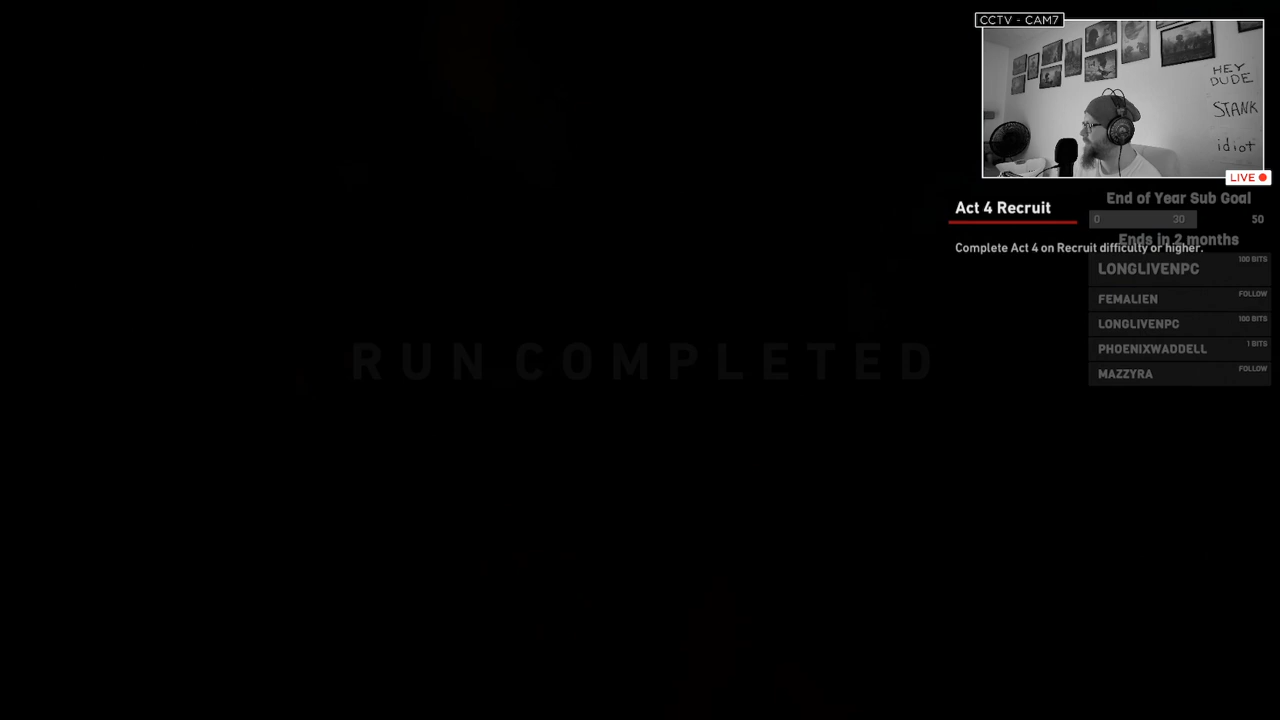 CCTV - CAM7
HEY
DUDE
STANK
idiot
LIVE
Act 4 Recruit
Complete Act 4 on Recruit difficulty or higher.
End of Year Sub Goal
0 30 50
Ends in 2 months
LONGLIVENPC 100 BITS
FEMALIEN FOLLOW
LONGLIVENPC 100 BITS
PHOENIXWADDELL 1 BITS
MAZZYRA FOLLOW
RUN COMPLETED